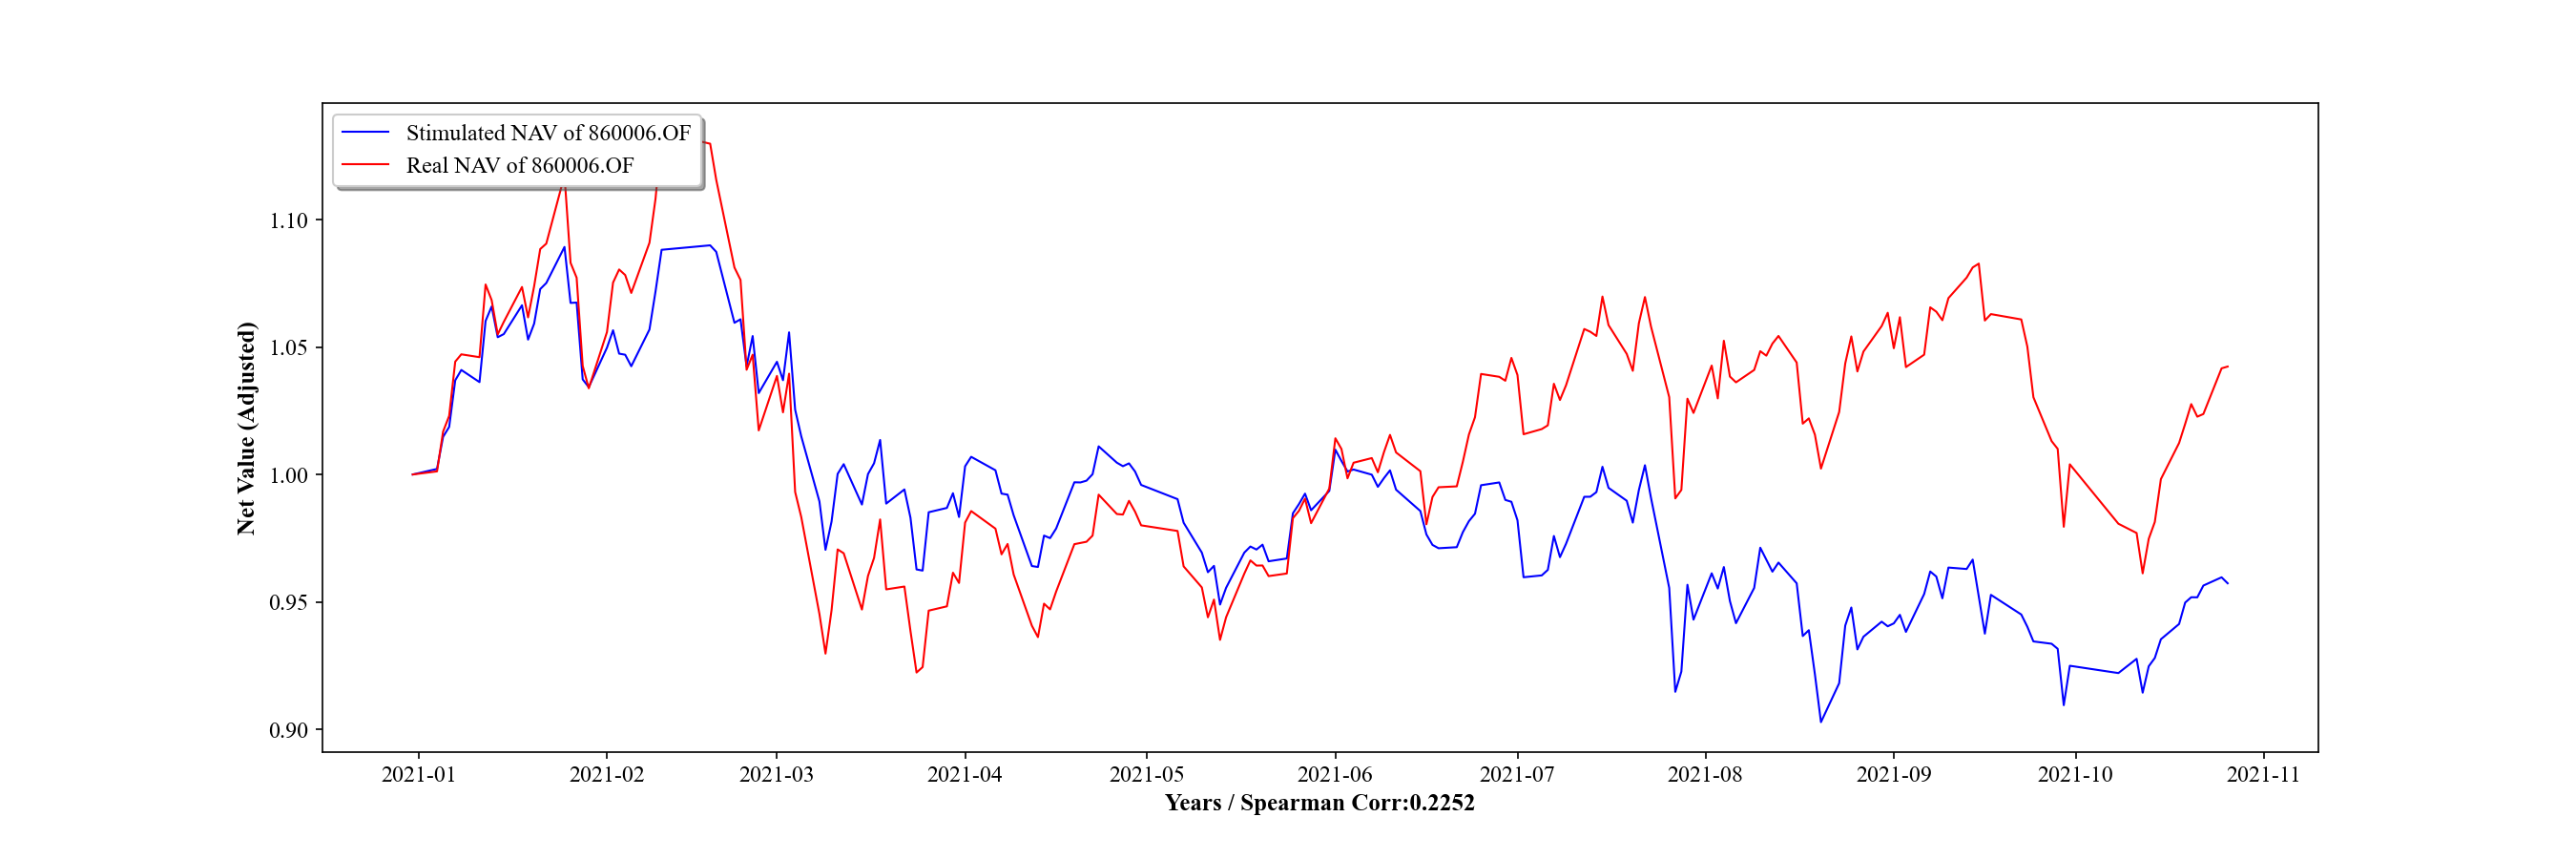 Stimulated NAV of 860006.OF
Real NAV of 860006.OF
Net Value (Adjusted)
1.10
1.05
1.00
0.95
0.90
2021-01 2021-02 2021-03 2021-04 2021-05 2021-06 2021-07 2021-08 2021-09 2021-10 2021-11
Years / Spearman Corr:0.2252